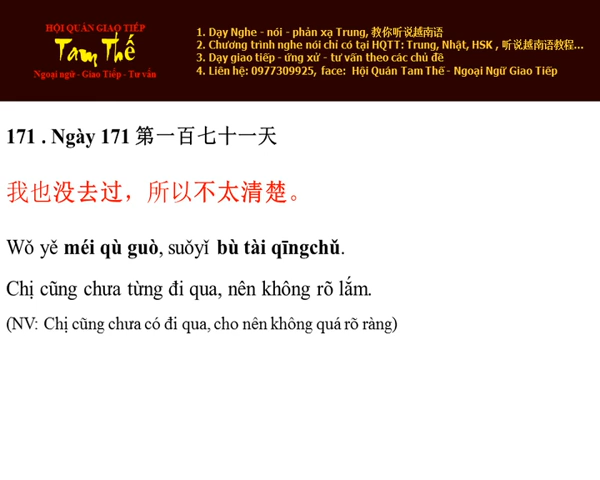 HỘI QUÁN GIAO TIẾP
Tam Thế
Ngoại ngữ - Giao Tiếp - Tư vấn
1. Dạy Nghe - nói - phản xạ Trung, 教你听说越南语
2. Chương trình nghe nói chỉ có tại HQTT: Trung, Nhật, HSK , 听说越南语教程...
3. Dạy giao tiếp - ứng xử - tư vấn theo các chủ đề
4. Liên hệ: 0977309925, face: Hội Quán Tam Thế - Ngoại Ngữ Giao Tiếp
171 . Ngày 171 第一百七十一天
我也没去过，所以不太清楚。
Wǒ yě méi qù guò, suǒyǐ bù tài qīngchǔ.
Chị cũng chưa từng đi qua, nên không rõ lắm.
(NV: Chị cũng chưa có đi qua, cho nên không quá rõ ràng)